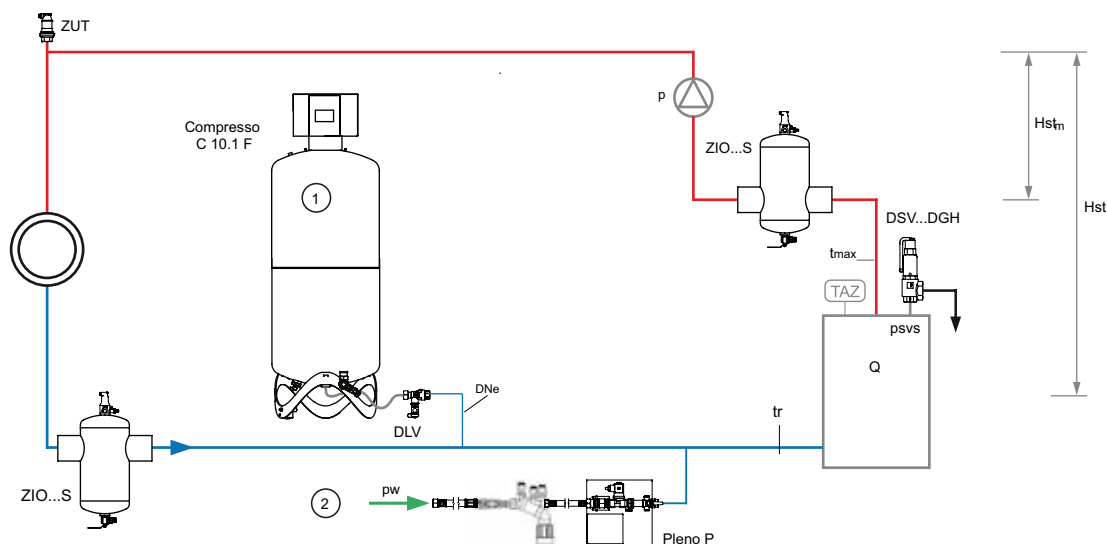 ZUT
p
Compresso
C 10.1 F
ZIO...S
Hstm
1
Hst
DSV...DGH
tmax
TAZ
psvs
Q
DNe
DLV
tr
ZIO...S
2
pw
Pleno P